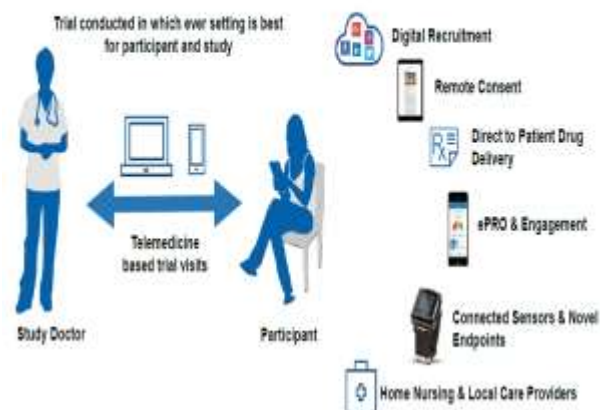 Trial conducted in which ever setting is best
for participant and study
Telemedicine
based trial visits
Study Doctor
Participant
Digital Recruitment
Remote Consent
Rx
Direct to Patient Drug
Delivery
ePRO & Engagement
Connected Sensors & Novel
Endpoints
Home Nursing & Local Care Providers